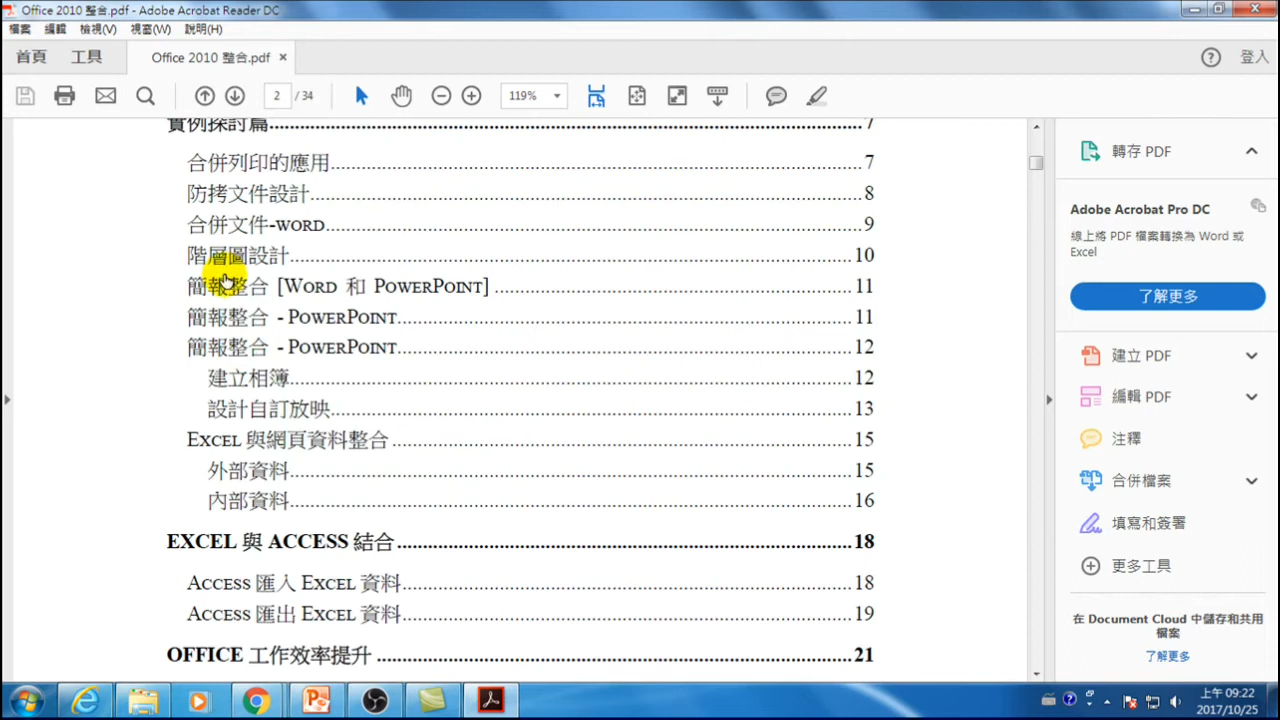 Office 2010 整合.pdf - Adobe Acrobat Reader DC
檔案 編輯 檢視(V) 視窗(W) 說明(H)
首頁 工具 Office 2010 整合.pdf × 登入
2 / 34 119%
實例探討篇 7
合併列印的應用 7
防拷文件設計 8
合併文件-WORD 9
階層圖設計 10
簡報整合 [WORD 和 POWERPOINT] 11
簡報整合 - POWERPOINT 11
簡報整合 - POWERPOINT 12
建立相簿 12
設計自訂放映 13
EXCEL 與網頁資料整合 15
外部資料 15
內部資料 16
EXCEL 與 ACCESS 結合 18
ACCESS 匯入 EXCEL 資料 18
ACCESS 匯出 EXCEL 資料 19
OFFICE 工作效率提升 21
轉存 PDF
Adobe Acrobat Pro DC
線上將 PDF 檔案轉換為 Word 或
Excel
了解更多
建立 PDF
編輯 PDF
注釋
合併檔案
填寫和簽署
更多工具
在 Document Cloud 中儲存和共用
檔案
了解更多
上午 09:22
2017/10/25